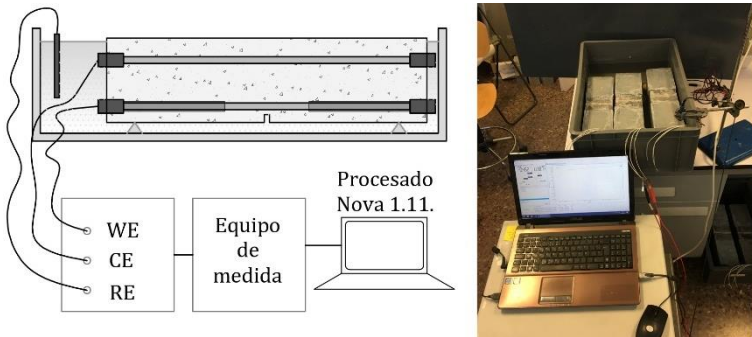 Procesado
Nova 1.11.
WE
CE
RE
Equipo
de
medida